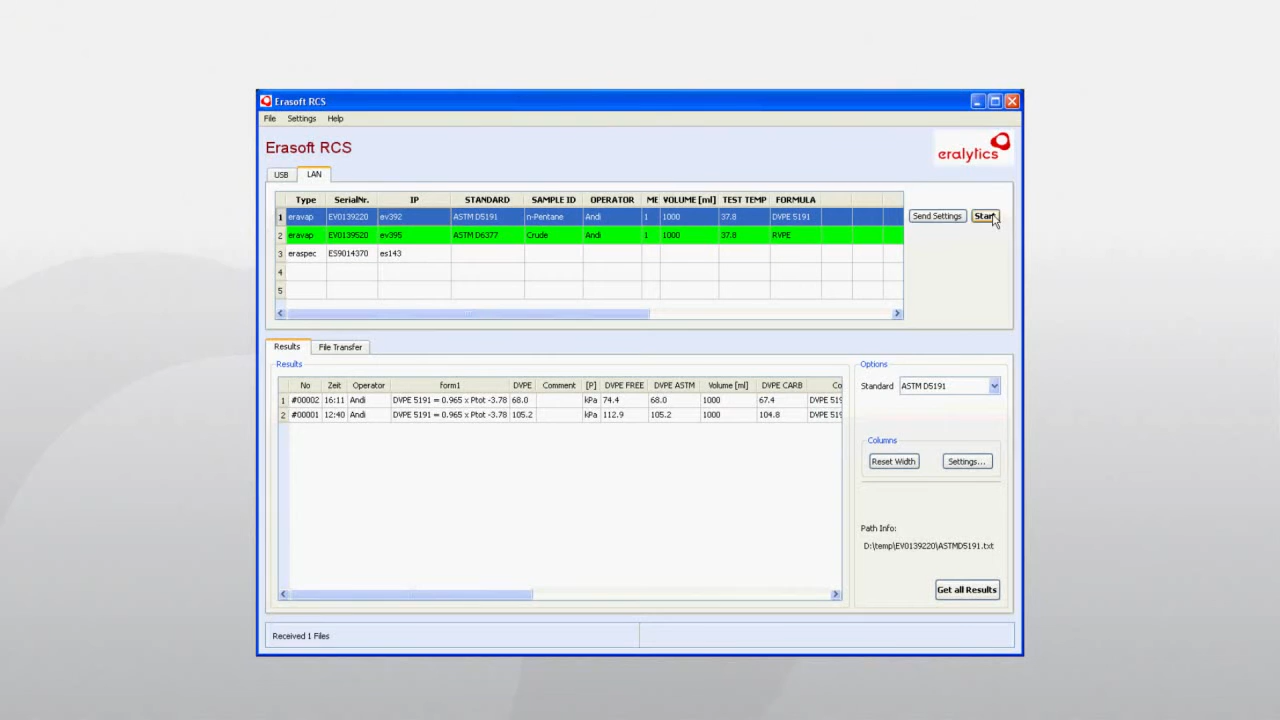 Erasoft RCS
File Settings Help
Erasoft RCS
eralytics
USB LAN
Type SerialNr. IP STANDARD SAMPLE ID OPERATOR ME VOLUME [ml] TEST TEMP FORMULA
1 eravap EV0139220 ev392 ASTM D5191 n-Pentane Andi 1 1000 37.8 DVPE 5191
Send Settings Start
2 eravap EV0139520 ev395 ASTM D6377 Crude Andi 1 1000 37.8 RVPE
3 eraspec ES9014370 es143
4
5
Results File Transfer
Results
No Zeit Operator form1 DVPE Comment [P] DVPE FREE DVPE ASTM Volume [ml] DVPE CARB Co
1 #00002 16:11 Andi DVPE 5191 = 0.965 x Ptot -3.78 68.0 kPa 74.4 68.0 1000 67.4 DVPE 519
2 #00001 12:40 Andi DVPE 5191 = 0.965 x Ptot -3.78 105.2 kPa 112.9 105.2 1000 104.8 DVPE 519
Options
Standard ASTM D5191
Columns
Reset Width Settings...
Path Info:
D:\temp\EV0139220\ASTMD5191.txt
Get all Results
Received 1 Files